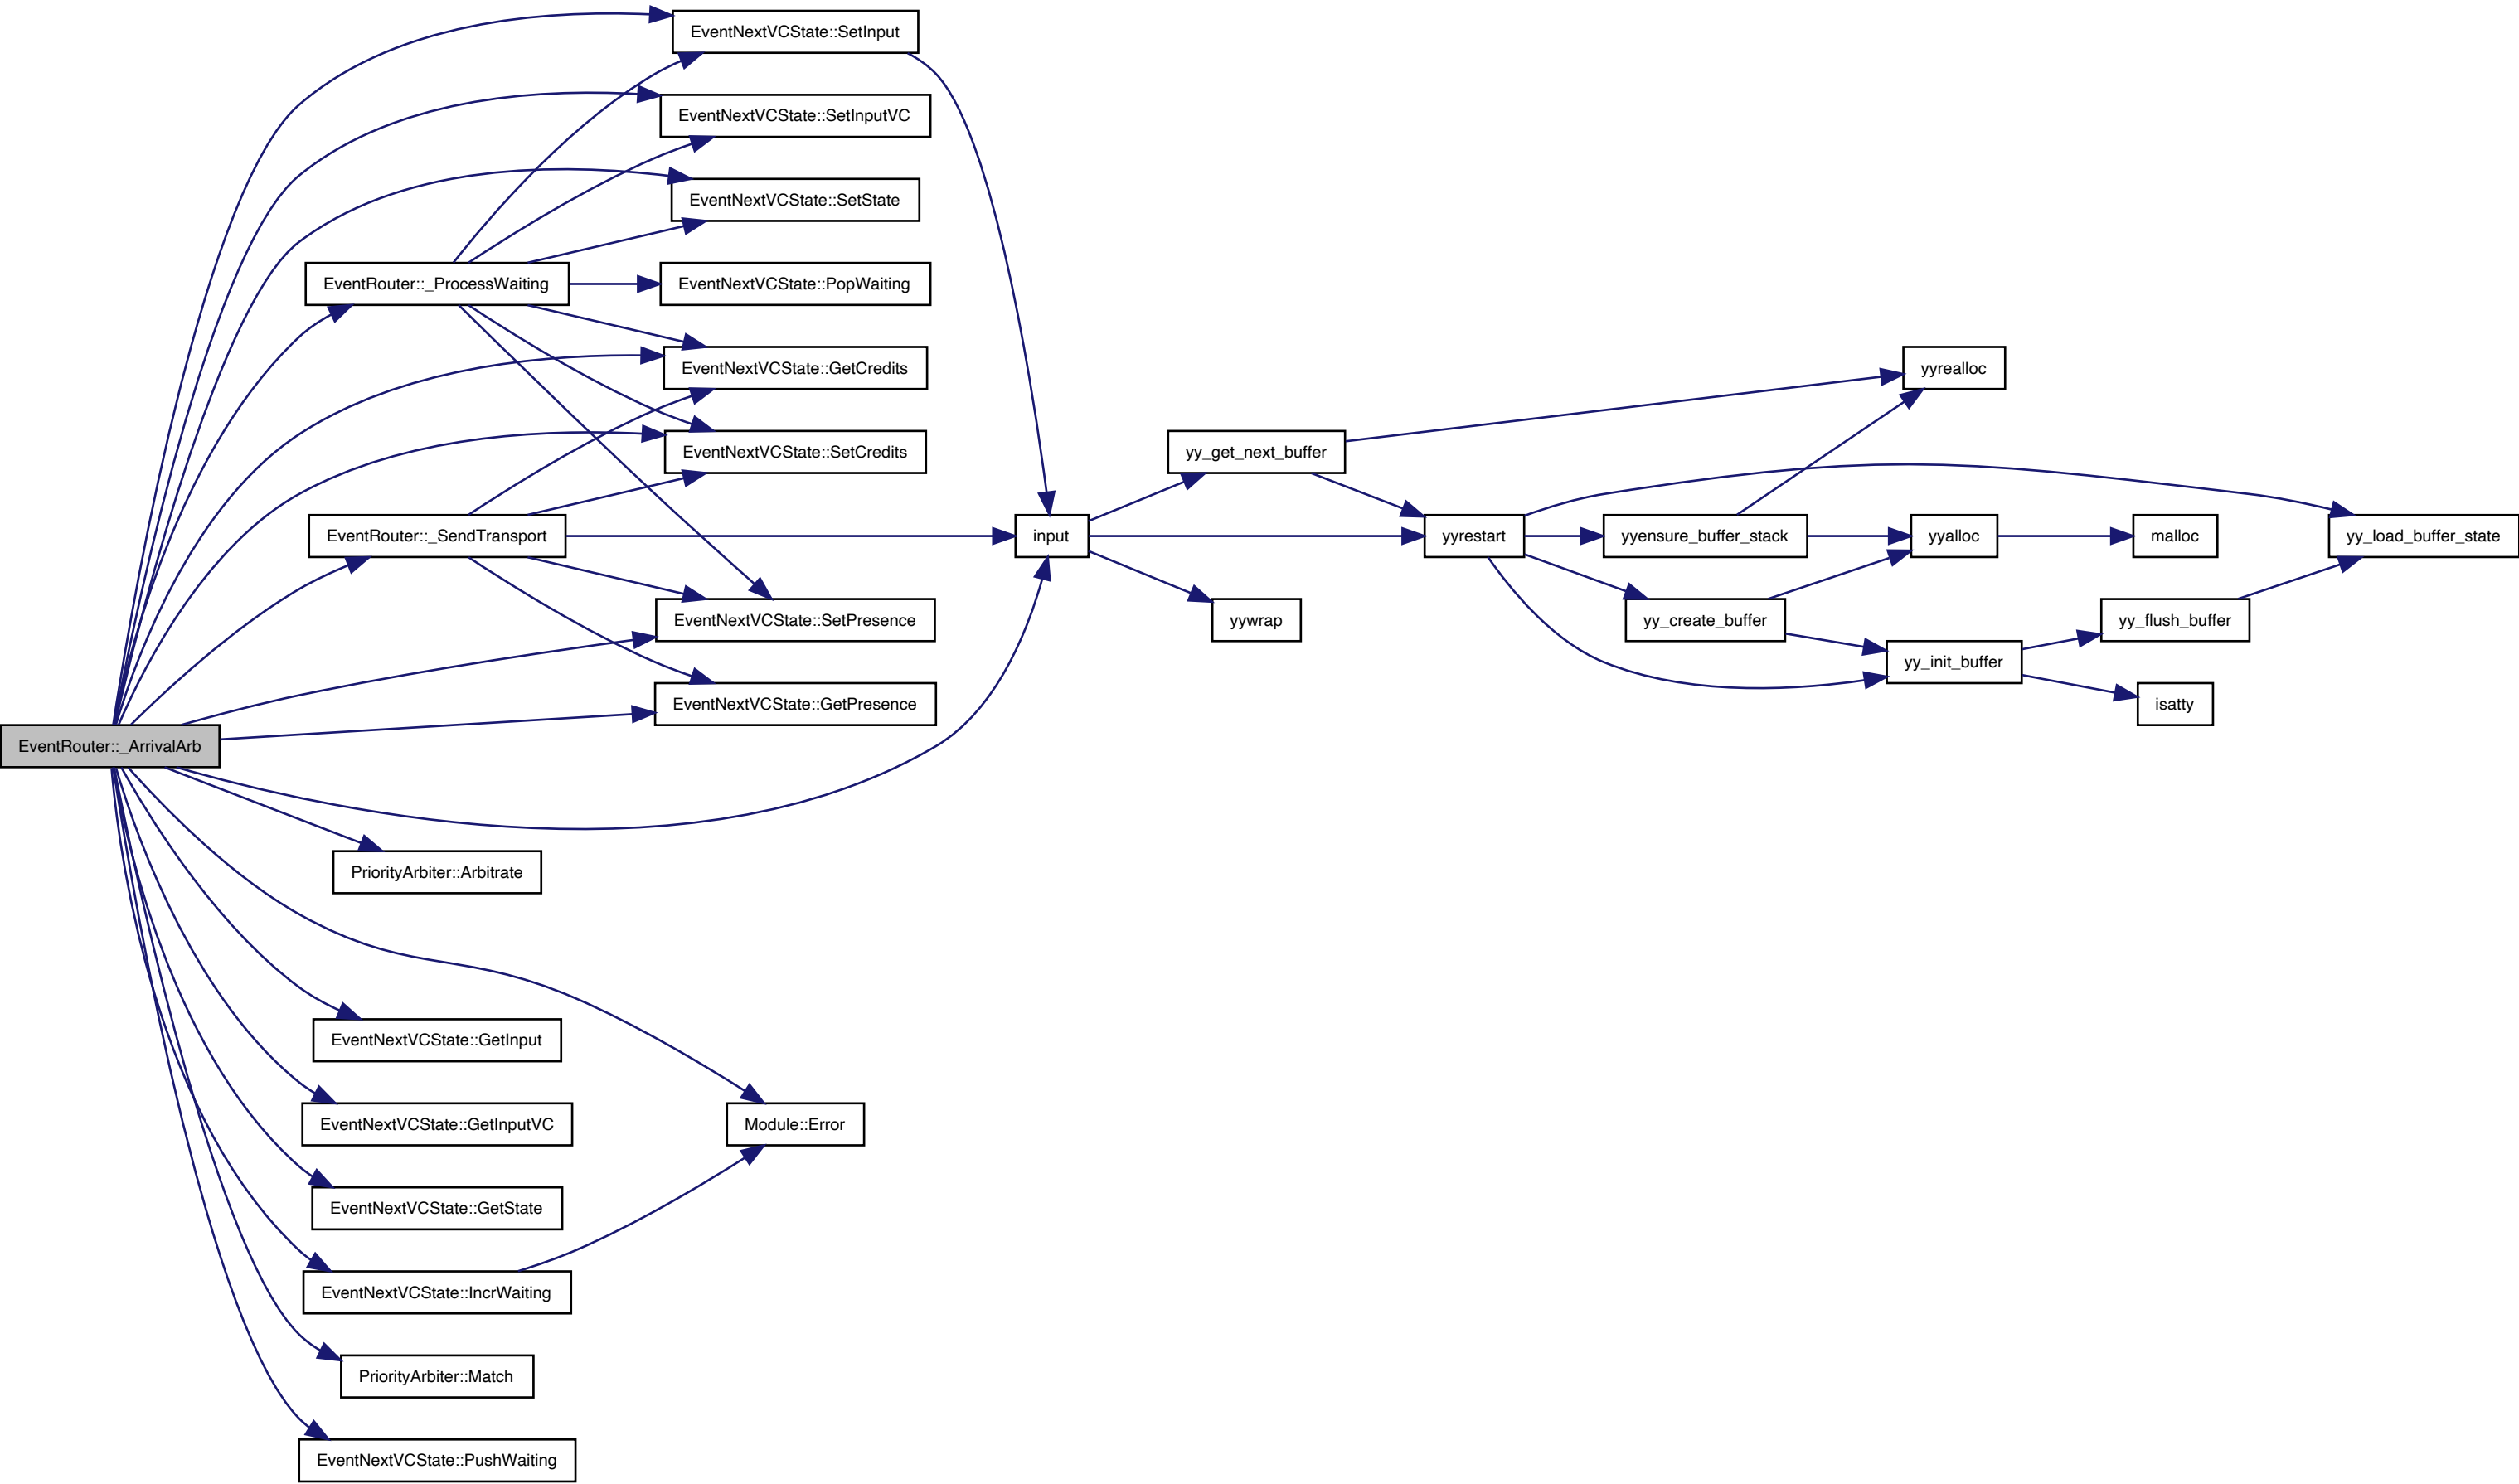 EventNextVCState::SetInput
EventNextVCState::SetInputVC
EventNextVCState::SetState
EventRouter::_ProcessWaiting
EventNextVCState::PopWaiting
EventNextVCState::GetCredits
yyrealloc
EventNextVCState::SetCredits
yy_get_next_buffer
EventRouter::_SendTransport
input
yyrestart
yyensure_buffer_stack
yyalloc
malloc
yy_load_buffer_state
EventNextVCState::SetPresence
yywrap
yy_create_buffer
yy_flush_buffer
yy_init_buffer
EventNextVCState::GetPresence
isatty
EventRouter::_ArrivalArb
PriorityArbiter::Arbitrate
EventNextVCState::GetInput
EventNextVCState::GetInputVC
Module::Error
EventNextVCState::GetState
EventNextVCState::IncrWaiting
PriorityArbiter::Match
EventNextVCState::PushWaiting